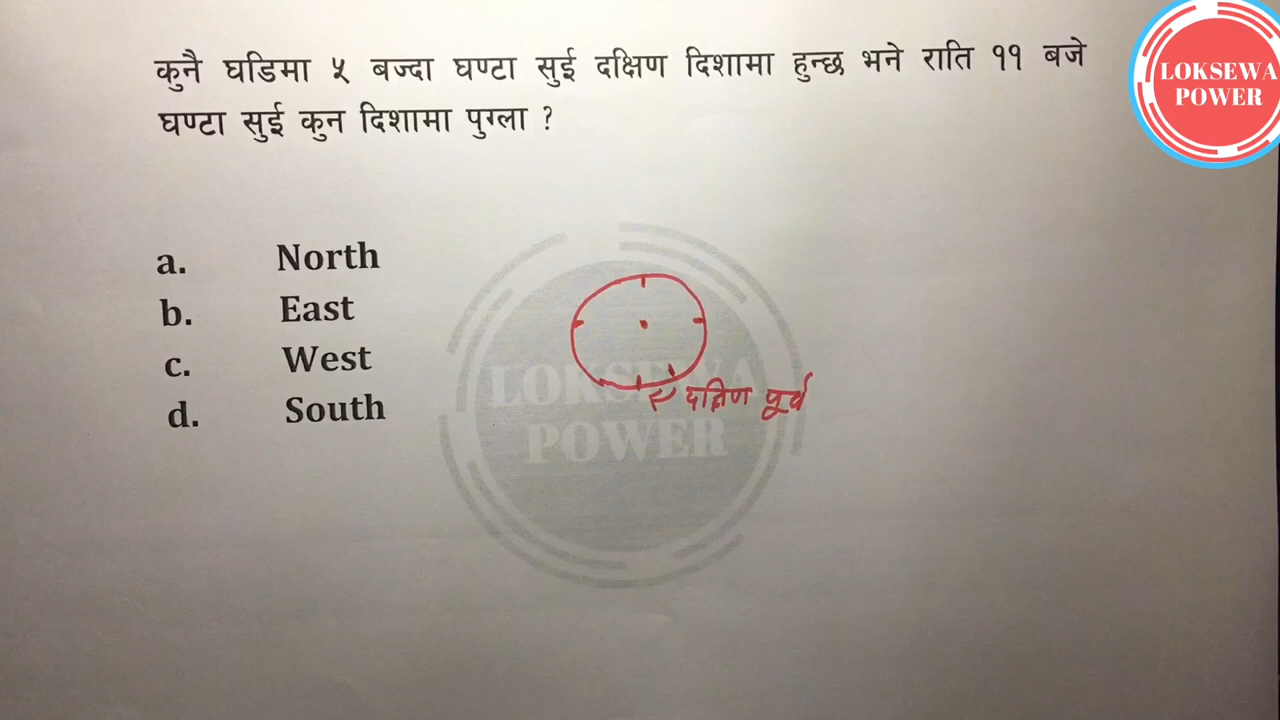 कुनै घडिमा ५ बज्दा घण्टा सुई दक्षिण दिशामा हुन्छ भने राति ११ बजे
घण्टा सुई कुन दिशामा पुग्ला ?
LOKSEWA
POWER
a. North
b. East
c. West
d. South
LOKSEWA
POWER
दक्षिण पूर्व